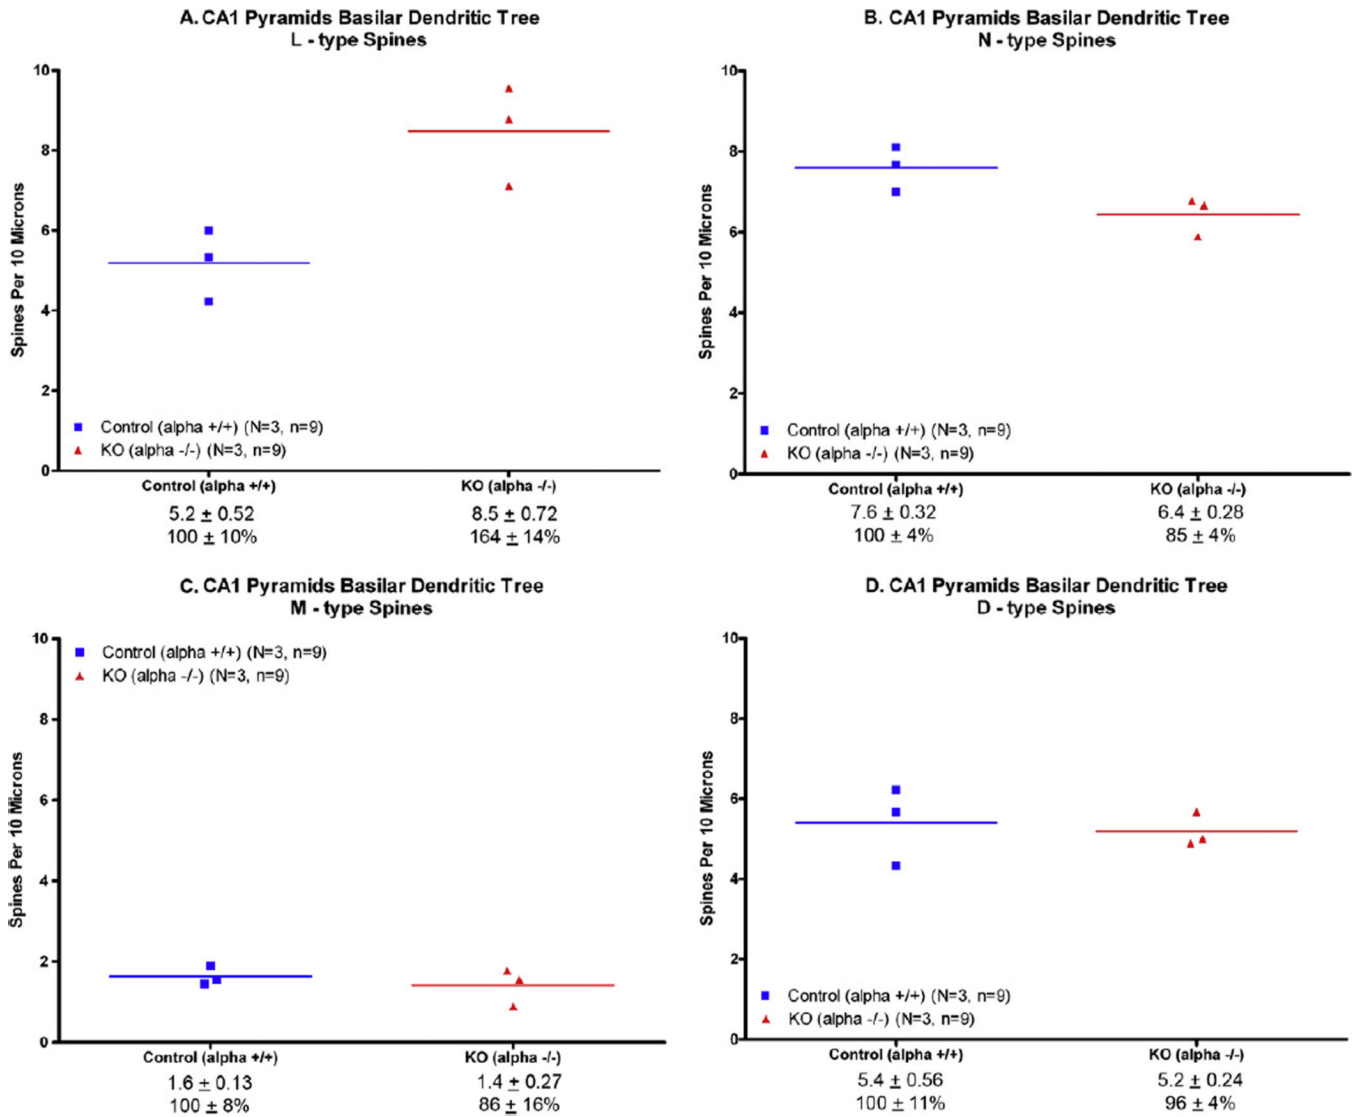 A. CA1 Pyramids Basilar Dendritic Tree
L - type Spines
10
8
6
4
2
0
Spines Per 10 Microns
Control (alpha +/+) (N=3, n=9)
KO (alpha -/-) (N=3, n=9)
Control (alpha +/+)
KO (alpha -/-)
5.2 ± 0.52
8.5 ± 0.72
100 ± 10%
164 ± 14%
B. CA1 Pyramids Basilar Dendritic Tree
N - type Spines
10
8
6
4
2
0
Spines Per 10 Microns
Control (alpha +/+) (N=3, n=9)
KO (alpha -/-) (N=3, n=9)
Control (alpha +/+)
KO (alpha -/-)
7.6 ± 0.32
6.4 ± 0.28
100 ± 4%
85 ± 4%
C. CA1 Pyramids Basilar Dendritic Tree
M - type Spines
10
8
6
4
2
0
Spines Per 10 Microns
Control (alpha +/+) (N=3, n=9)
KO (alpha -/-) (N=3, n=9)
Control (alpha +/+)
KO (alpha -/-)
1.6 ± 0.13
1.4 ± 0.27
100 ± 8%
86 ± 16%
D. CA1 Pyramids Basilar Dendritic Tree
D - type Spines
10
8
6
4
2
0
Spines Per 10 Microns
Control (alpha +/+) (N=3, n=9)
KO (alpha -/-) (N=3, n=9)
Control (alpha +/+)
KO (alpha -/-)
5.4 ± 0.56
5.2 ± 0.24
100 ± 11%
96 ± 4%